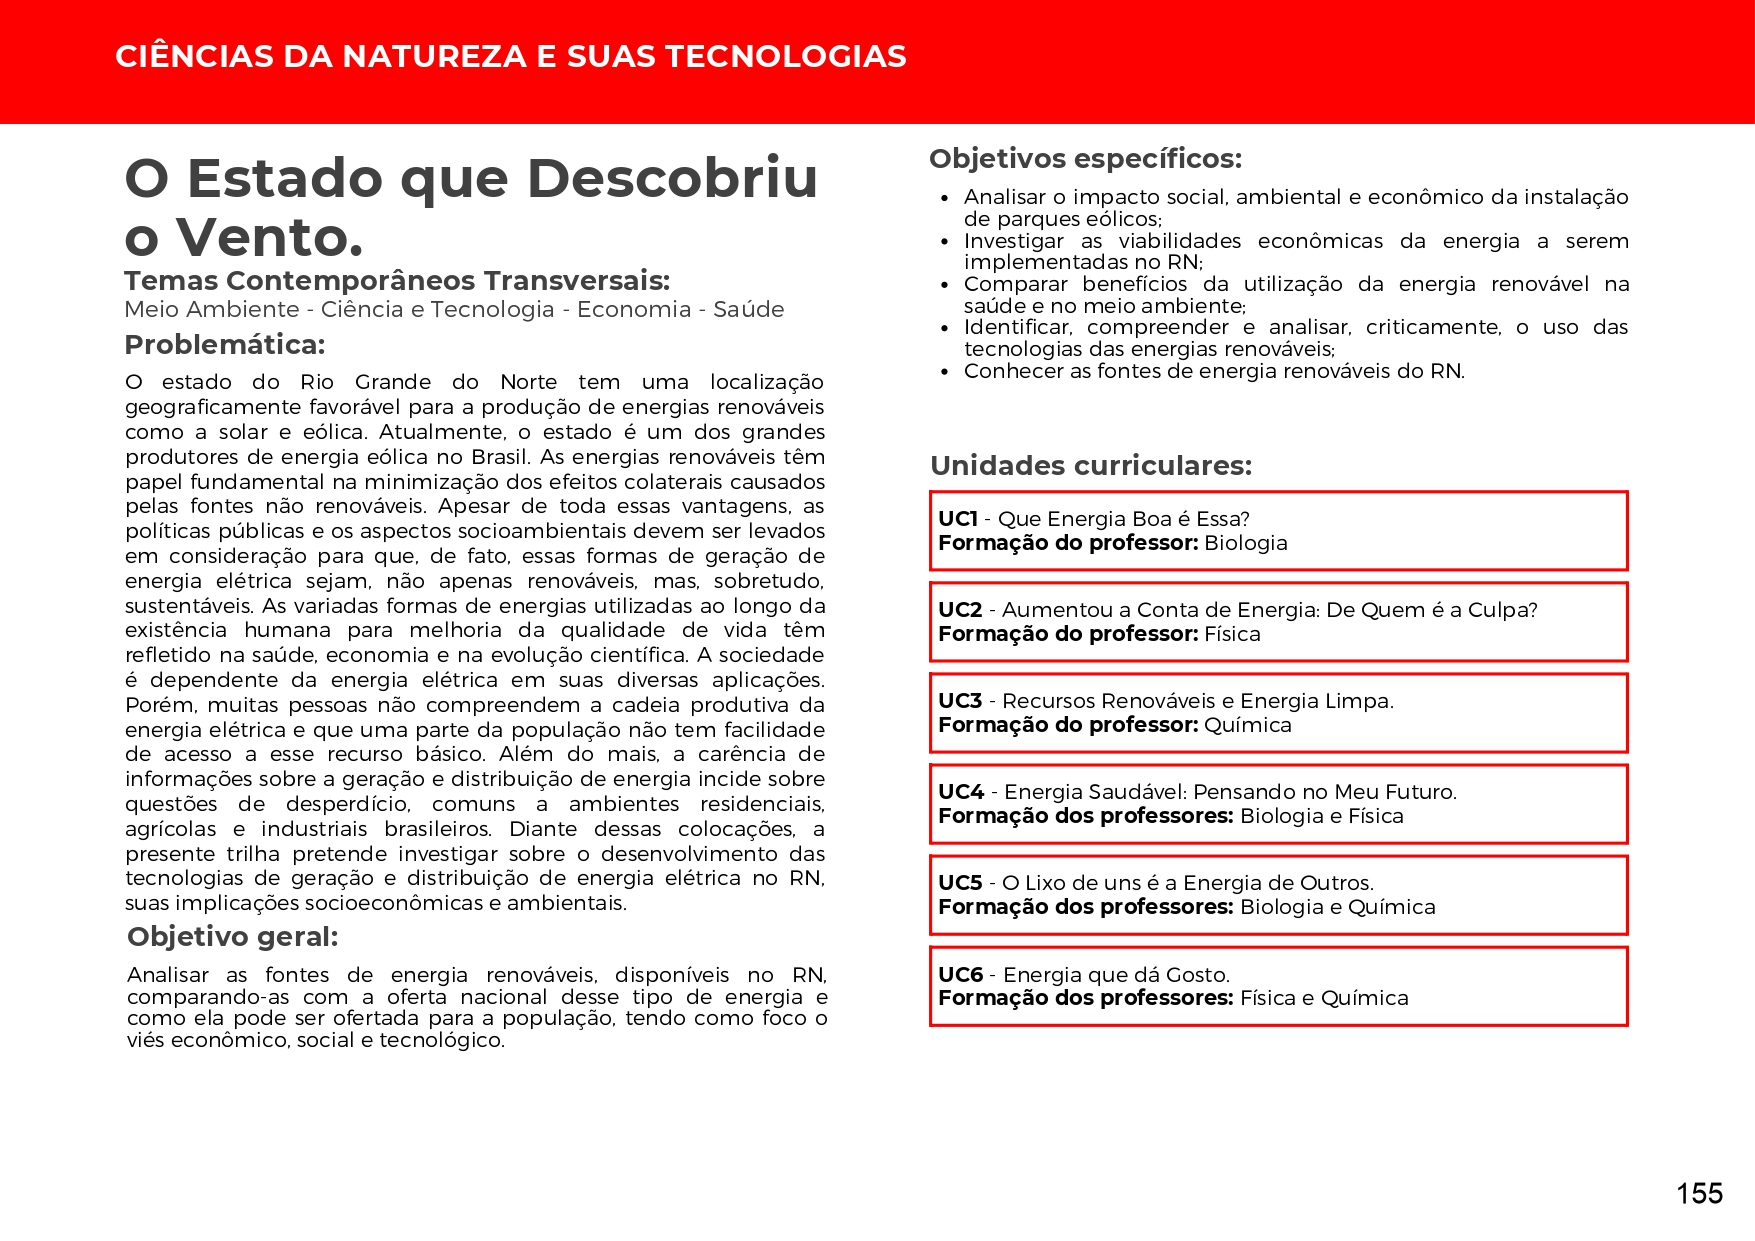 CIÊNCIAS DA NATUREZA E SUAS TECNOLOGIAS
O Estado que Descobriu
o Vento.
Temas Contemporâneos Transversais:
Meio Ambiente - Ciência e Tecnologia - Economia - Saúde
Problemática:
O estado do Rio Grande do Norte tem uma localização
geograficamente favorável para a produção de energias renováveis
como a solar e eólica. Atualmente, o estado é um dos grandes
produtores de energia eólica no Brasil. As energias renováveis têm
papel fundamental na minimização dos efeitos colaterais causados
pelas fontes não renováveis. Apesar de toda essas vantagens, as
políticas públicas e os aspectos socioambientais devem ser levados
em consideração para que, de fato, essas formas de geração de
energia elétrica sejam, não apenas renováveis, mas, sobretudo,
sustentáveis. As variadas formas de energias utilizadas ao longo da
existência humana para melhoria da qualidade de vida têm
refletido na saúde, economia e na evolução científica. A sociedade
é dependente da energia elétrica em suas diversas aplicações.
Porém, muitas pessoas não compreendem a cadeia produtiva da
energia elétrica e que uma parte da população não tem facilidade
de acesso a esse recurso básico. Além do mais, a carência de
informações sobre a geração e distribuição de energia incide sobre
questões de desperdício, comuns a ambientes residenciais,
agrícolas e industriais brasileiros. Diante dessas colocações, a
presente trilha pretende investigar sobre o desenvolvimento das
tecnologias de geração e distribuição de energia elétrica no RN,
suas implicações socioeconômicas e ambientais.
Objetivo geral:
Analisar as fontes de energia renováveis, disponíveis no RN,
comparando-as com a oferta nacional desse tipo de energia e
como ela pode ser ofertada para a população, tendo como foco o
viés econômico, social e tecnológico.
Objetivos específicos:
• Analisar o impacto social, ambiental e econômico da instalação
de parques eólicos;
• Investigar as viabilidades econômicas da energia a serem
implementadas no RN;
• Comparar benefícios da utilização da energia renovável na
saúde e no meio ambiente;
• Identificar, compreender e analisar, criticamente, o uso das
tecnologias das energias renováveis;
• Conhecer as fontes de energia renováveis do RN.
Unidades curriculares:
UC1 - Que Energia Boa é Essa?
Formação do professor: Biologia
UC2 - Aumentou a Conta de Energia: De Quem é a Culpa?
Formação do professor: Física
UC3 - Recursos Renováveis e Energia Limpa.
Formação do professor: Química
UC4 - Energia Saudável: Pensando no Meu Futuro.
Formação dos professores: Biologia e Física
UC5 - O Lixo de uns é a Energia de Outros.
Formação dos professores: Biologia e Química
UC6 - Energia que dá Gosto.
Formação dos professores: Física e Química
155